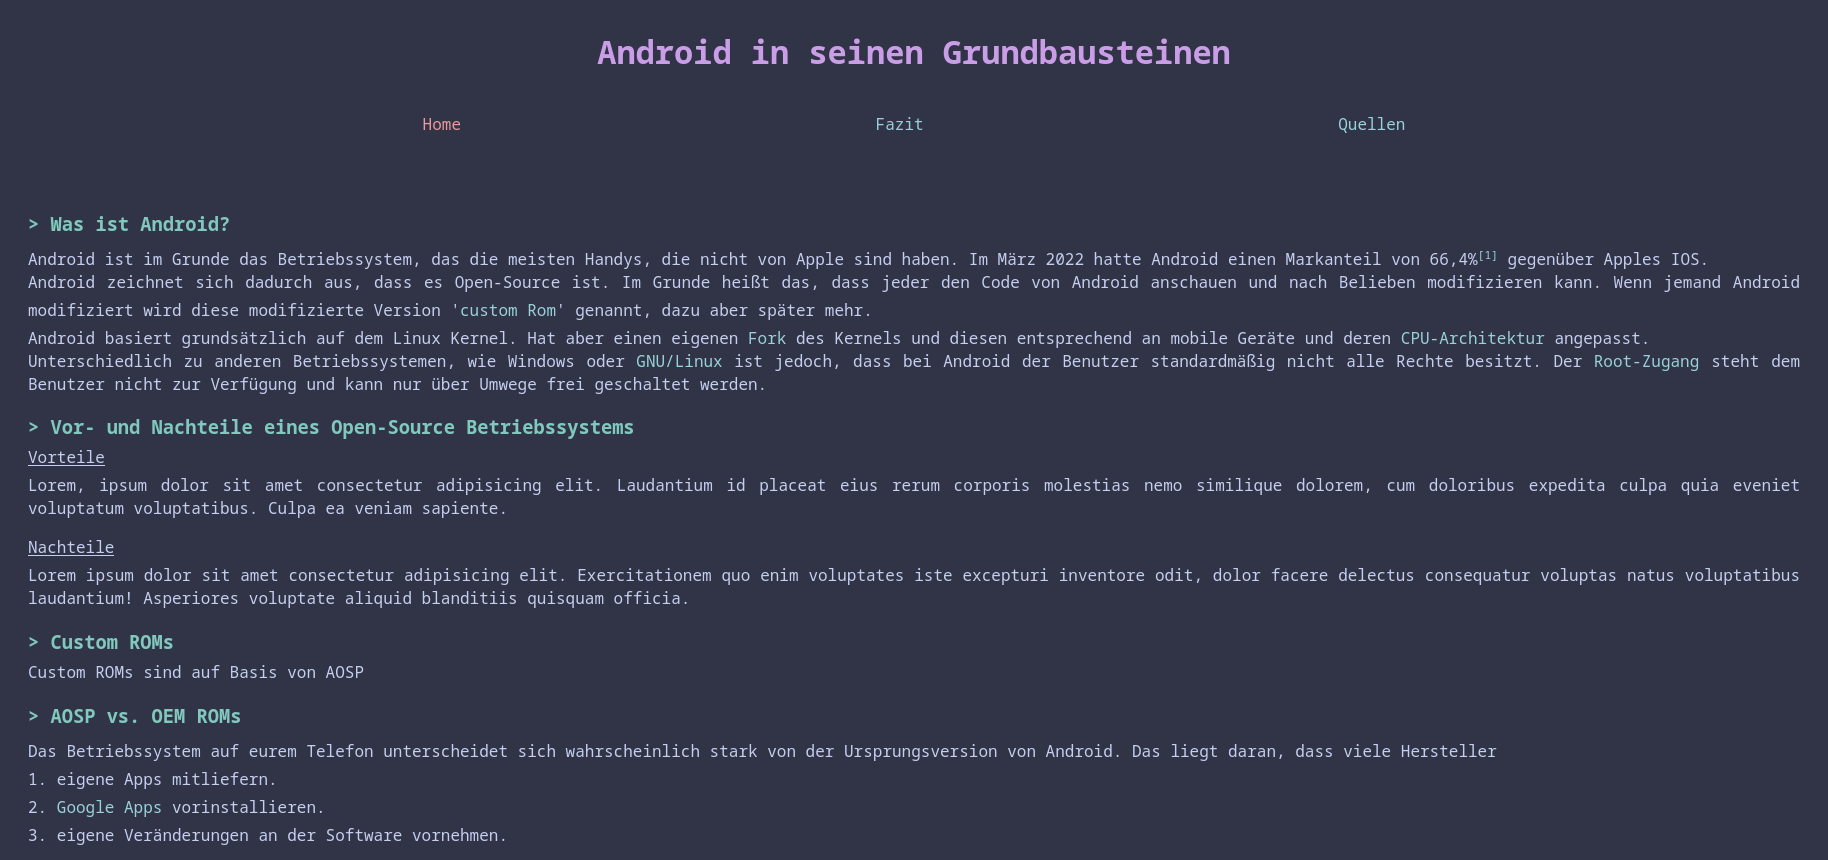 Android in seinen Grundbausteinen
Home Fazit Quellen
> Was ist Android?
Android ist im Grunde das Betriebssystem, das die meisten Handys, die nicht von Apple sind haben. Im März 2022 hatte Android einen Markanteil von 66,4%[1] gegenüber Apples IOS.
Android zeichnet sich dadurch aus, dass es Open-Source ist. Im Grunde heißt das, dass jeder den Code von Android anschauen und nach Belieben modifizieren kann. Wenn jemand Android
modifiziert wird diese modifizierte Version 'custom Rom' genannt, dazu aber später mehr.
Android basiert grundsätzlich auf dem Linux Kernel. Hat aber einen eigenen Fork des Kernels und diesen entsprechend an mobile Geräte und deren CPU-Architektur angepasst.
Unterschiedlich zu anderen Betriebssystemen, wie Windows oder GNU/Linux ist jedoch, dass bei Android der Benutzer standardmäßig nicht alle Rechte besitzt. Der Root-Zugang steht dem
Benutzer nicht zur Verfügung und kann nur über Umwege frei geschaltet werden.
> Vor- und Nachteile eines Open-Source Betriebssystems
Vorteile
Lorem, ipsum dolor sit amet consectetur adipisicing elit. Laudantium id placeat eius rerum corporis molestias nemo similique dolorem, cum doloribus expedita culpa quia eveniet
voluptatum voluptatibus. Culpa ea veniam sapiente.
Nachteile
Lorem ipsum dolor sit amet consectetur adipisicing elit. Exercitationem quo enim voluptates iste excepturi inventore odit, dolor facere delectus consequatur voluptas natus voluptatibus
laudantium! Asperiores voluptate aliquid blanditiis quisquam officia.
> Custom ROMs
Custom ROMs sind auf Basis von AOSP
> AOSP vs. OEM ROMs
Das Betriebssystem auf eurem Telefon unterscheidet sich wahrscheinlich stark von der Ursprungsversion von Android. Das liegt daran, dass viele Hersteller
1. eigene Apps mitliefern.
2. Google Apps vorinstallieren.
3. eigene Veränderungen an der Software vornehmen.